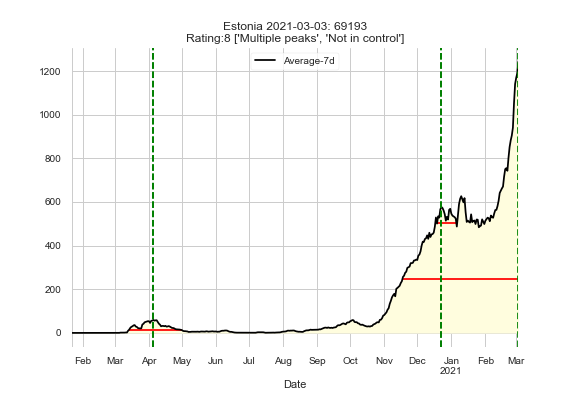 Estonia 2021-03-03: 69193
Rating:8 ['Multiple peaks', 'Not in control']
Average-7d
1200
1000
800
600
400
200
0
Feb Mar Apr May Jun Jul Aug Sep Oct Nov Dec Jan Feb Mar
2021
Date